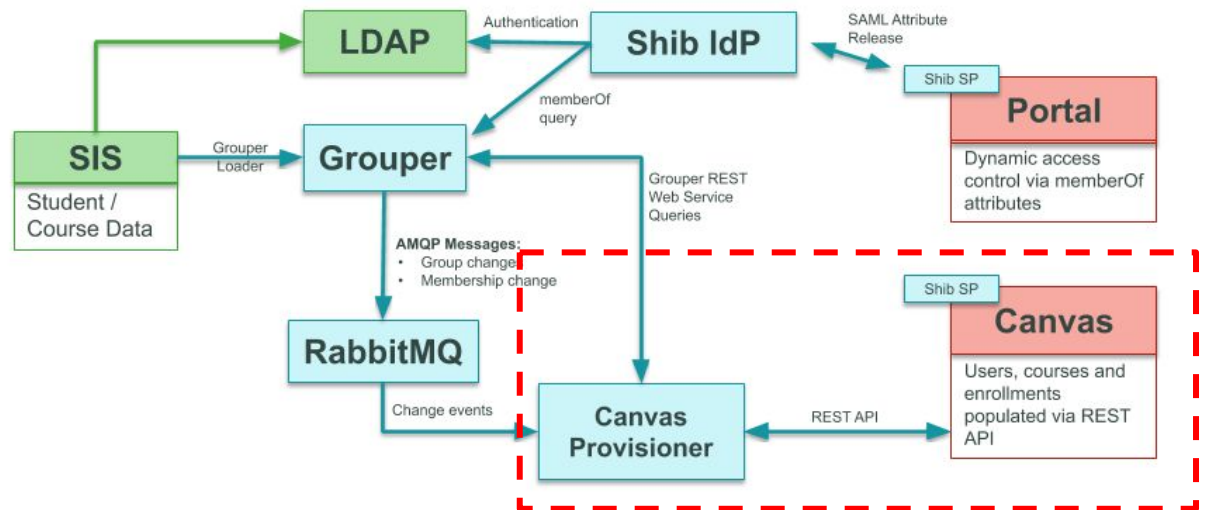 LDAP
Authentication
Shib IdP
SAML Attribute
Release
Shib SP
Portal
Dynamic access
control via memberOf
attributes
memberOf
query
SIS
Student /
Course Data
Grouper
Loader
Grouper
Grouper REST
Web Service
Queries
AMQP Messages:
• Group change
• Membership change
RabbitMQ
Change events
Canvas
Provisioner
REST API
Shib SP
Canvas
Users, courses and
enrollments
populated via REST
API